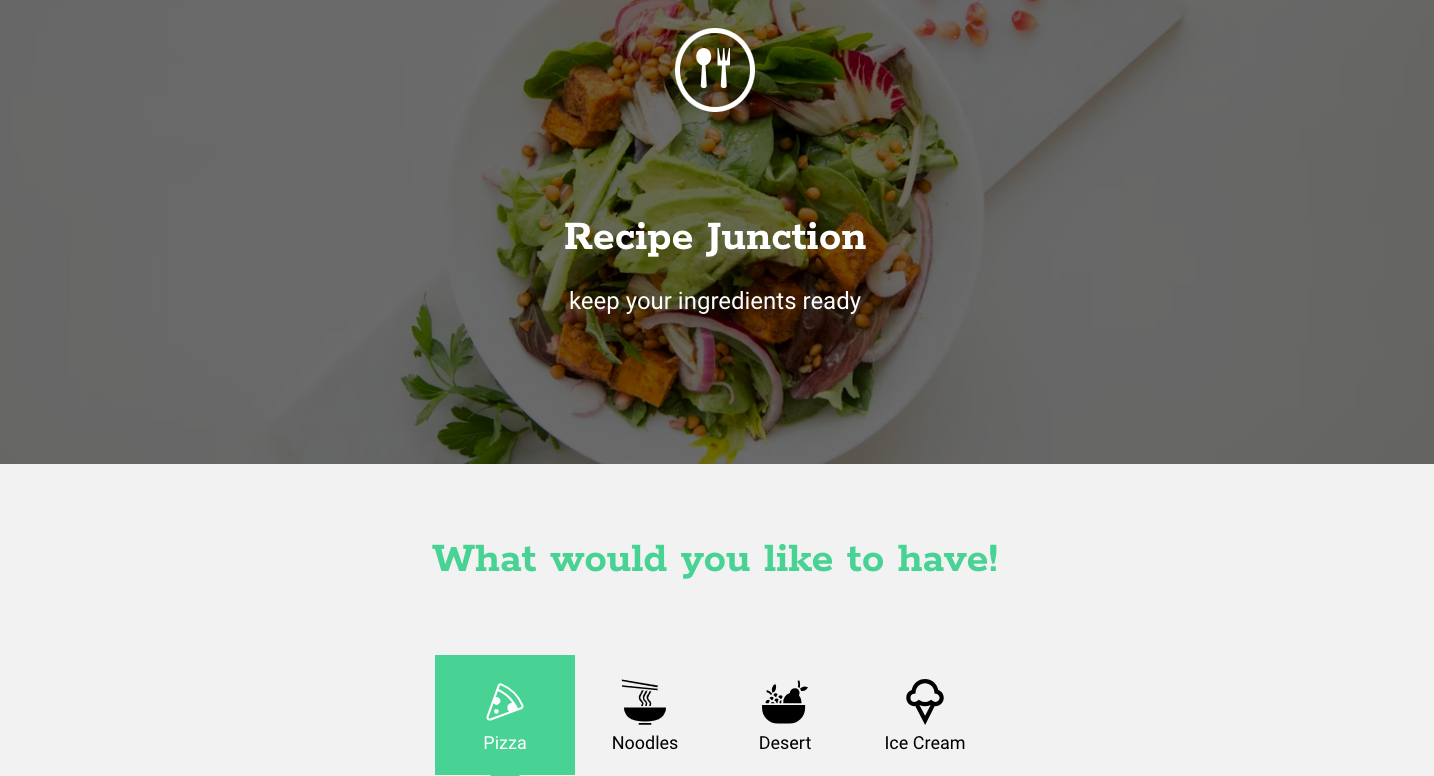 Recipe Junction
keep your ingredients ready
What would you like to have!
Pizza
Noodles
Desert
Ice Cream